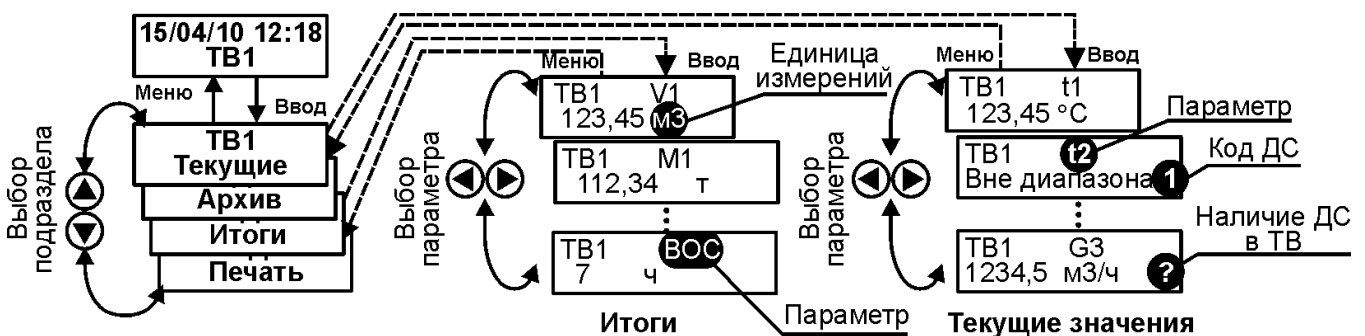 15/04/10 12:18
ТВ1
Меню
Ввод
ТВ1
Текущие
Архив
Итоги
Печать
Выбор
подраздела
Меню
Ввод
Единица
измерений
ТВ1 V1
123,45 м3
ТВ1 М1
112,34 т
ТВ1 ВОС
7 ч
Выбор
параметра
Параметр
Итоги
Меню
Ввод
ТВ1 t1
123,45 °С
Параметр
ТВ1 t2
Вне диапазона 1
Код ДС
Наличие ДС
в ТВ
ТВ1 G3
1234,5 м3/ч ?
Выбор
параметра
Текущие значения